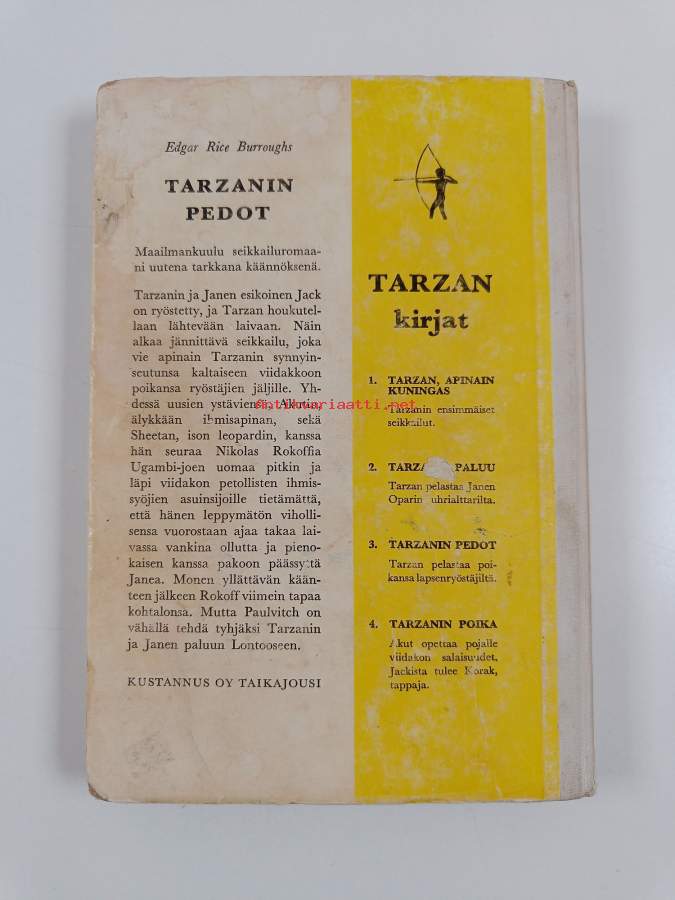 Edgar Rice Burroughs
TARZANIN
PEDOT
Maailmankuulu seikkailuromaa-
ni uutena tarkkana käännöksenä.
Tarzanin ja Janen esikoinen Jack
on ryöstetty, ja Tarzan houkutel-
laan lähtevään laivaan. Näin
alkaa jännittävä seikkailu, joka
vie apinain Tarzanin synnyin-
seutunsa kaltaiseen viidakkoon
poikansa ryöstäjien jäljille. Yh-
dessä uusien ystäviensä, Akutin,
älykkään ihmisapinan, sekä
Sheetan, ison leopardin, kanssa
hän seuraa Nikolas Rokoffia
Ugambi-joen uomaa pitkin ja
läpi viidakon petollisten ihmis-
syöjien asuinsijoille tietämättä,
että hänen leppymätön viholli-
sensa vuorostaan ajaa takaa lai-
vassa vankina ollutta ja pieno-
kaisen kanssa pakoon päässyttä
Janea. Monen yllättävän kään-
teen jälkeen Rokoff viimein tapaa
kohtalonsa. Mutta Paulvitch on
vähällä tehdä tyhjäksi Tarzanin
ja Janen paluun Lontooseen.
KUSTANNUS OY TAIKAJOUSI
TARZAN
kirjat
1. TARZAN, APINAIN
KUNINGAS
Tarzanin ensimmäiset
seikkailut.
2. PALUU
Tarzan pelastaa Janen
Oparin uhrialttarilta.
3. TARZANIN PEDOT
Tarzan pelastaa poi-
kansa lapsenryöstäjiltä.
4. TARZANIN POIKA
Akut opettaa pojalle
viidakon salaisuudet,
Jackista tulee Korak,
tappaja.
antikvariaatti.net